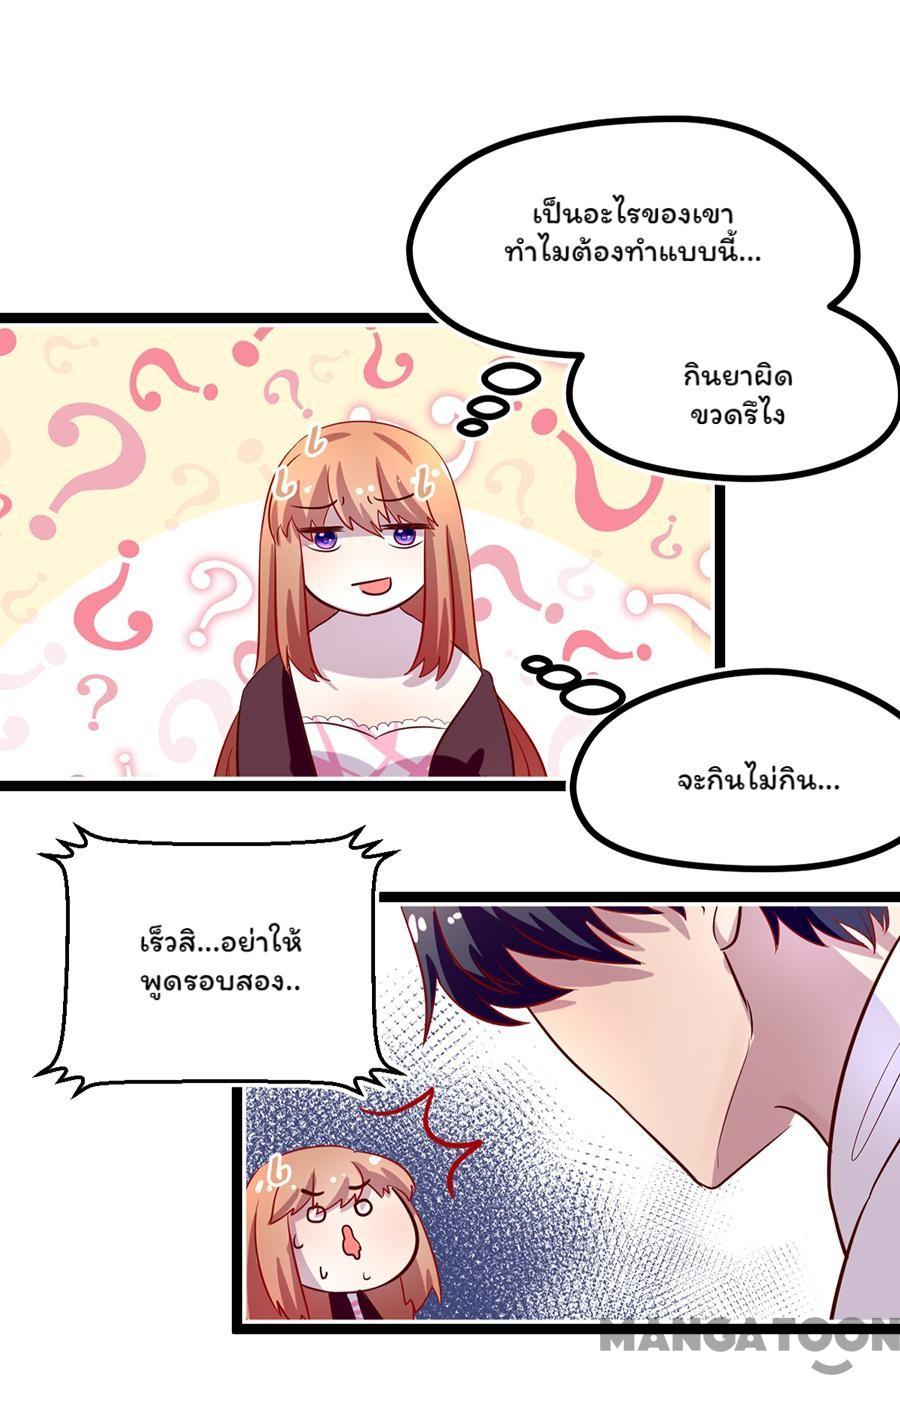 เป็นอะไรของเขา
ทำไมต้องทำแบบนี้...
กินยาผิด
ขวดรึไง
จะกินไม่กิน...
เร็วสิ...อย่าให้
พูดรอบสอง..
MANGATOON